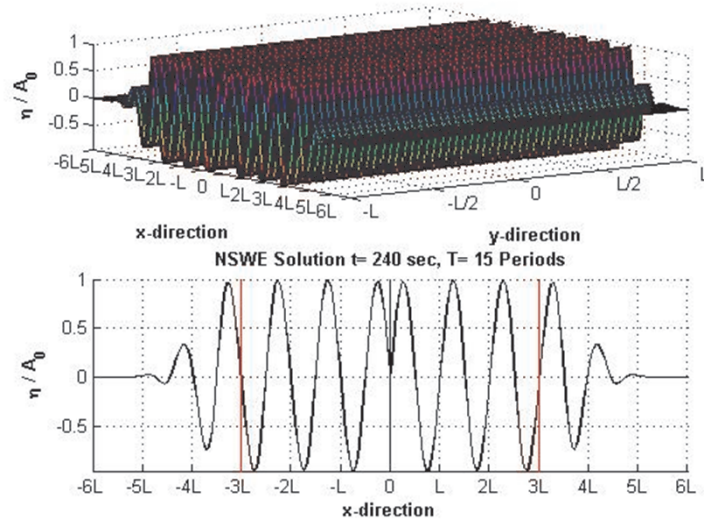 1
0.5
0
-0.5
η / A0
-6L-5L-4L-3L-2L -L 0 L 2L 3L 4L 5L 6L
-L -L/2 0 L/2 L
x-direction
y-direction
NSWE Solution t= 240 sec, T= 15 Periods
1
0.5
0
-0.5
η / A0
-6L -5L -4L -3L -2L -L 0 L 2L 3L 4L 5L 6L
x-direction